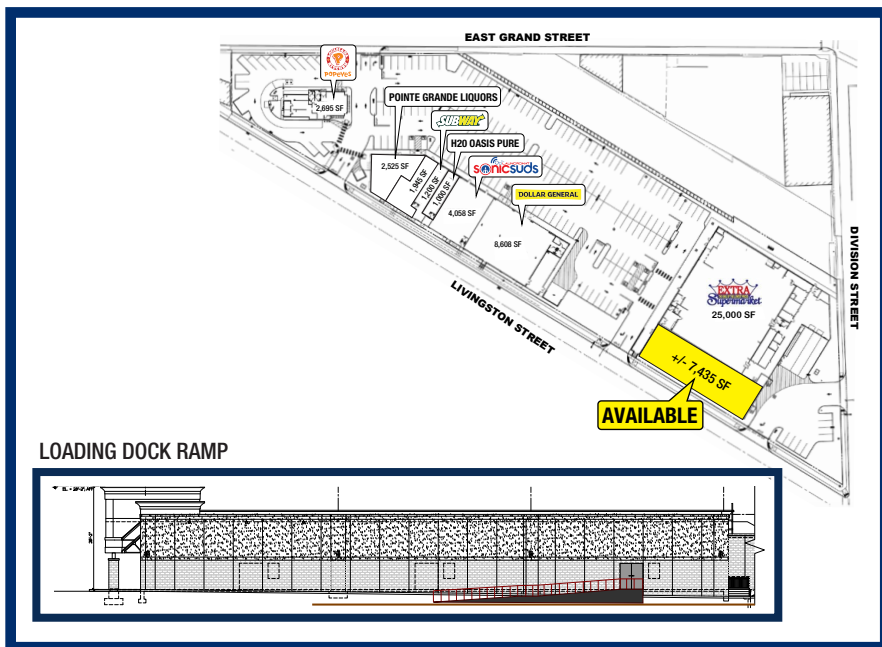 EAST GRAND STREET
POPEYES
2,695 SF
POINTE GRANDE LIQUORS
SUBWAY
H20 OASIS PURE
sonicsuds
DOLLAR GENERAL
2,525 SF
1,945 SF
1,200 SF
1,000 SF
4,058 SF
8,608 SF
LIVINGSTON STREET
DIVISION STREET
EXTRA
Supermarket
25,000 SF
+/- 7,435 SF
AVAILABLE
LOADING DOCK RAMP